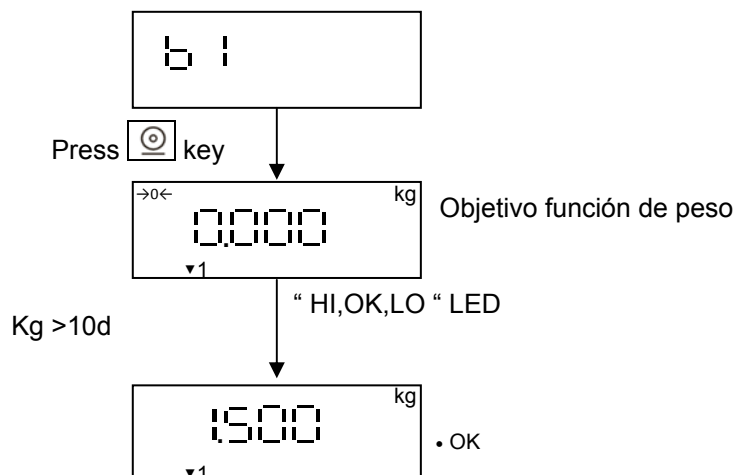 b 1
Press key
→0← kg
0.000
▼1
Objetivo función de peso
“ HI,OK,LO “ LED
Kg >10d
kg
1.500
• OK
▼1